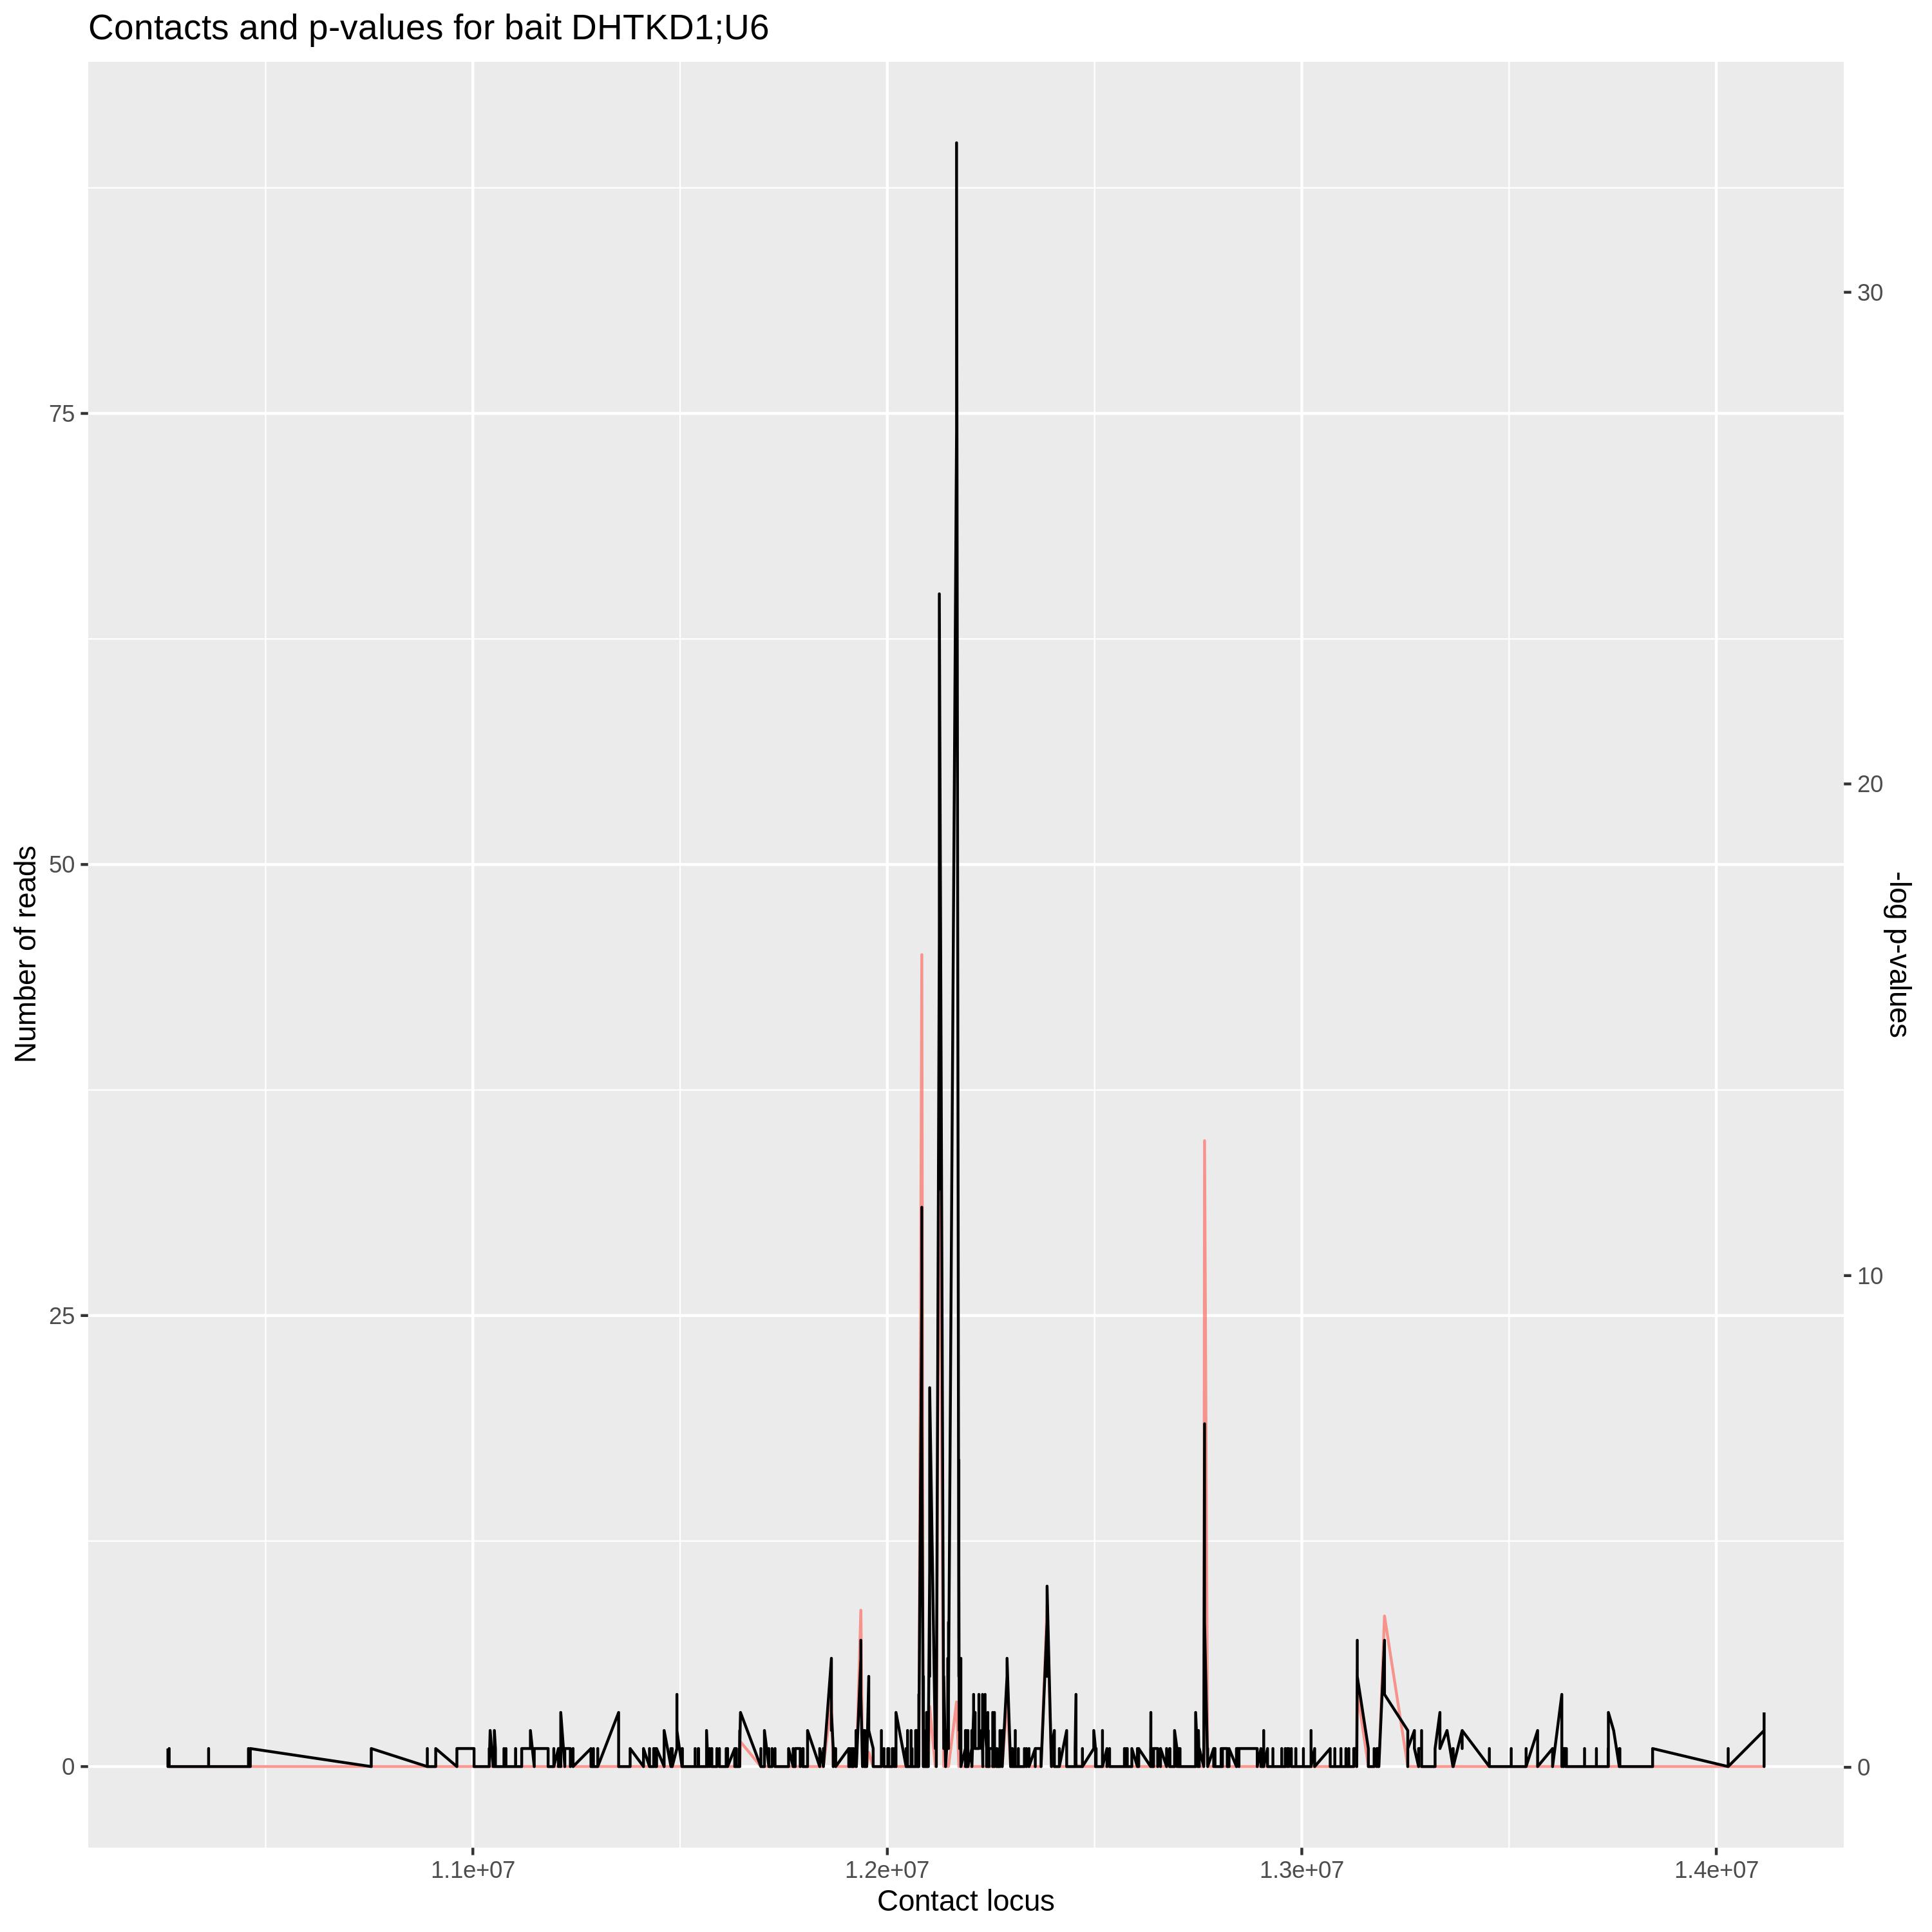 Contacts and p-values for bait DHTKD1;U6
75
50
25
0
Number of reads
30
20
10
0
-log p-values
1.1e+07
1.2e+07
1.3e+07
1.4e+07
Contact locus